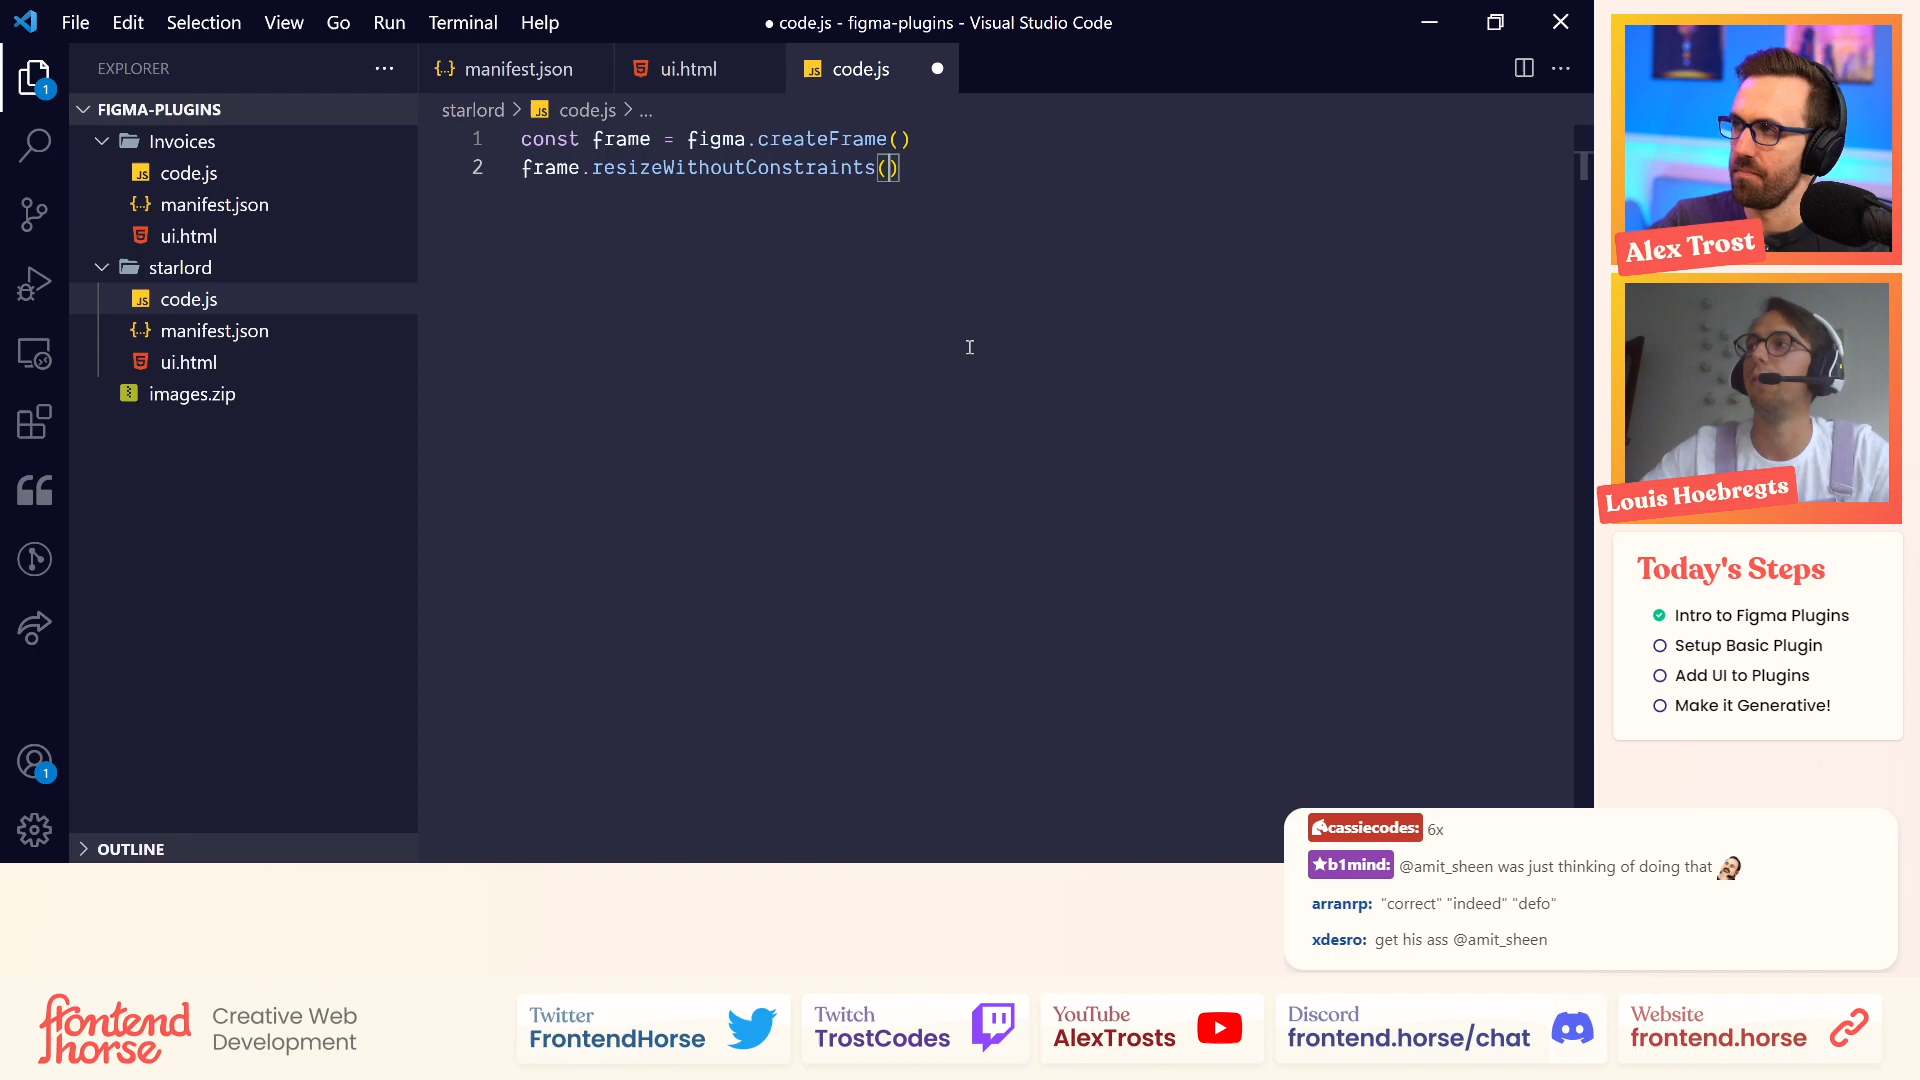 File Edit Selection View Go Run Terminal Help
● code.js - figma-plugins - Visual Studio Code
EXPLORER
FIGMA-PLUGINS
Invoices
code.js
manifest.json
ui.html
starlord
code.js
manifest.json
ui.html
images.zip
OUTLINE
1
1
manifest.json ui.html code.js
starlord > code.js > ...
1 const frame = figma.createFrame()
2 frame.resizeWithoutConstraints()
Alex Trost
Louis Hoebregts
Today's Steps
Intro to Figma Plugins
Setup Basic Plugin
Add UI to Plugins
Make it Generative!
cassiecodes: 6x
b1mind: @amit_sheen was just thinking of doing that
arranrp: "correct" "indeed" "defo"
xdesro: get his ass @amit_sheen
frontend
horse
Creative Web
Development
Twitter
FrontendHorse
Twitch
TrostCodes
YouTube
AlexTrosts
Discord
frontend.horse/chat
Website
frontend.horse